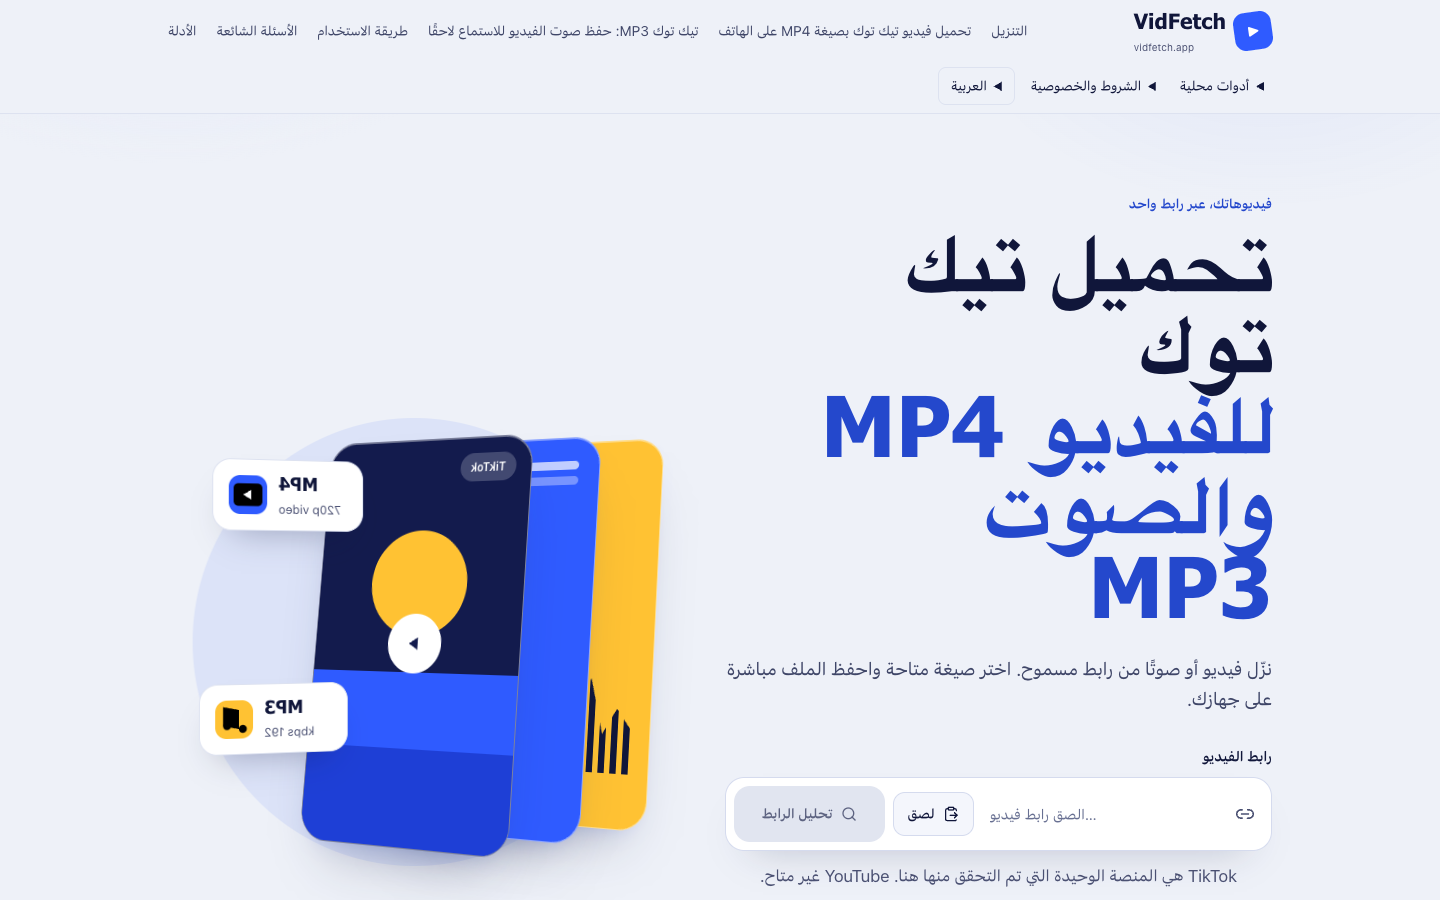 VidFetch
vidfetch.app
التنزيل
تحميل فيديو تيك توك بصيغة MP4 على الهاتف
تيك توك MP3: حفظ صوت الفيديو للاستماع لاحقًا
طريقة الاستخدام
الأسئلة الشائعة
الأدلة
أدوات محلية
الشروط والخصوصية
العربية
فيديوهاتك، عبر رابط واحد
تحميل تيك
توك
للفيديو MP4
والصوت
MP3
نزّل فيديو أو صوتًا من رابط مسموح. اختر صيغة متاحة واحفظ الملف مباشرة
على جهازك.
رابط الفيديو
الصق رابط فيديو...
لصق
تحليل الرابط
TikTok هي المنصة الوحيدة التي تم التحقق منها هنا. YouTube غير متاح.
TikTok
MP4
720p video
MP3
192 kbps